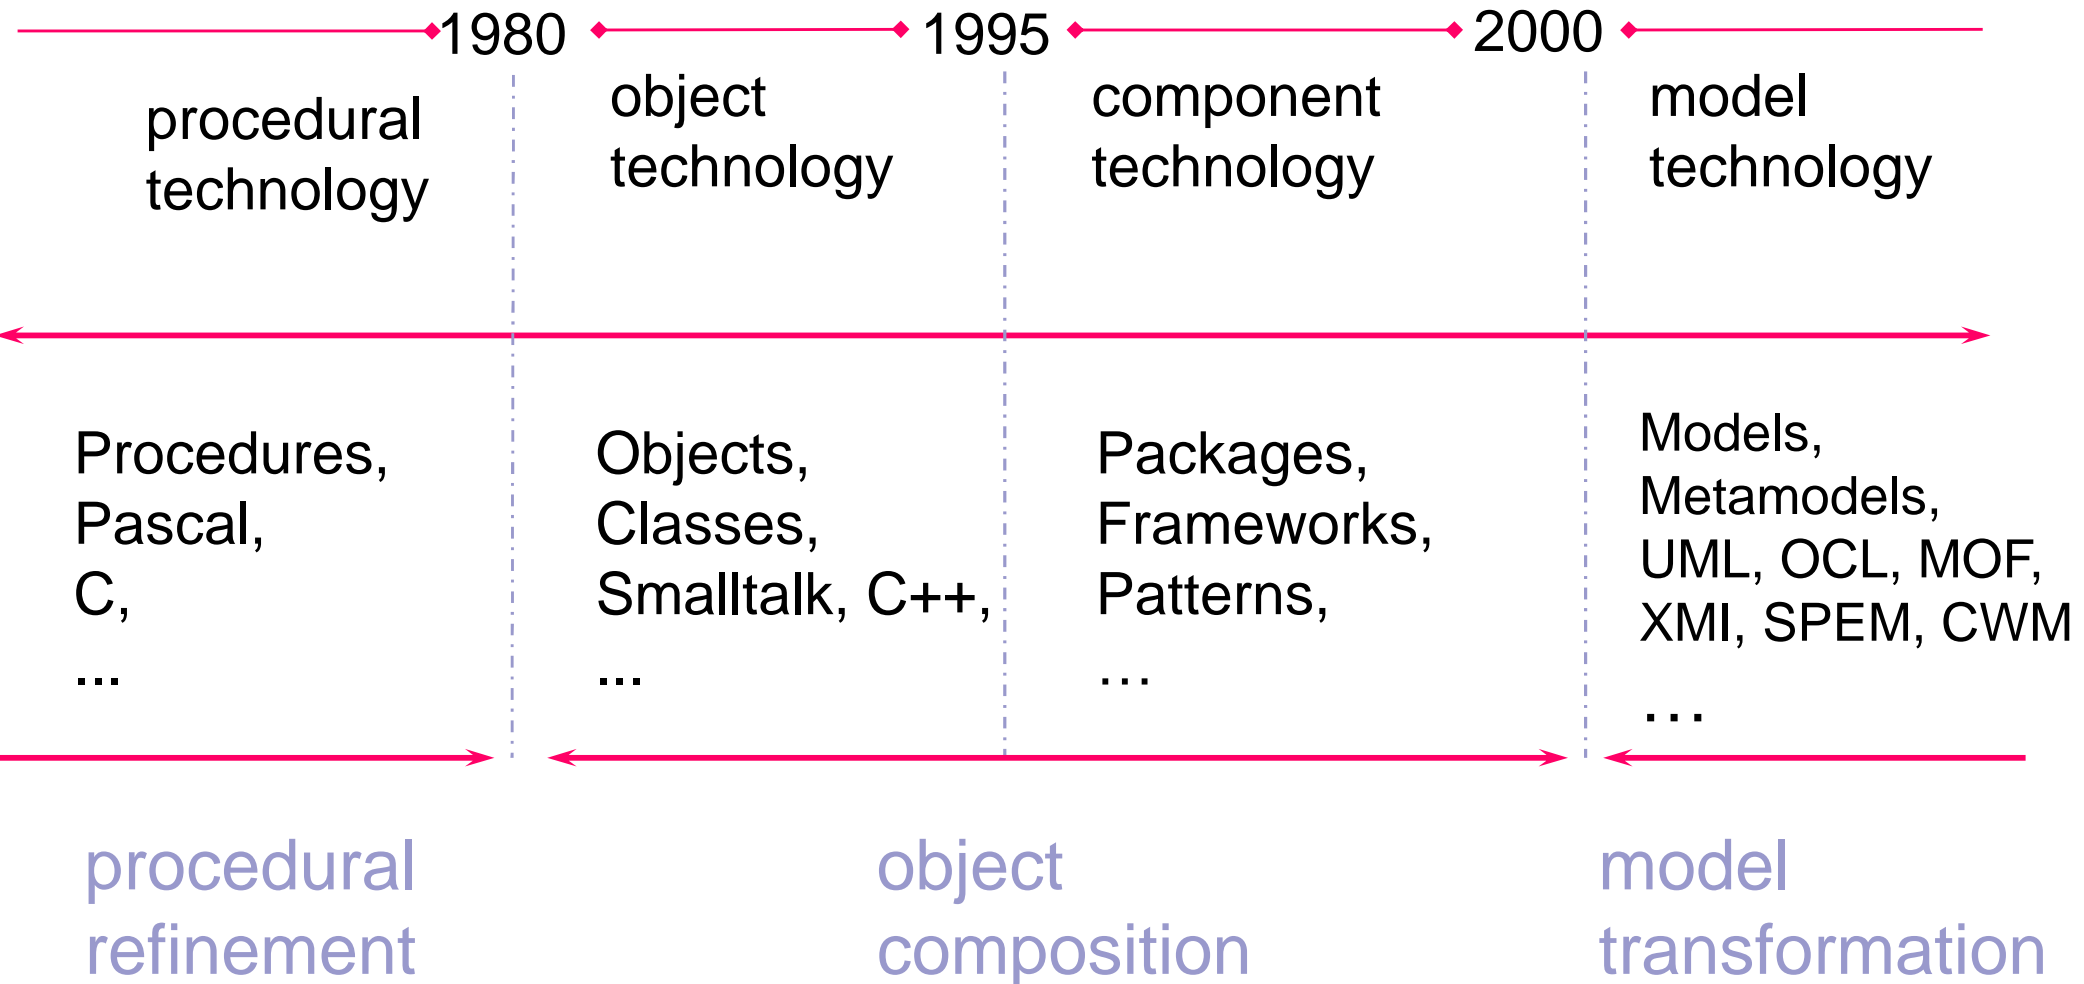 1980
1995
2000
procedural
technology
object
technology
component
technology
model
technology
Procedures,
Pascal,
C,
...
Objects,
Classes,
Smalltalk, C++,
...
Packages,
Frameworks,
Patterns,
…
Models,
Metamodels,
UML, OCL, MOF,
XMI, SPEM, CWM
…
procedural
refinement
object
composition
model
transformation